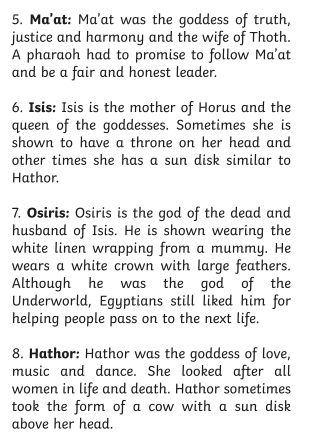 5. Ma'at: Ma'at was the goddess of truth,
justice and harmony and the wife of Thoth.
A pharaoh had to promise to follow Ma'at
and be a fair and honest leader.
6. Isis: Isis is the mother of Horus and the
queen of the goddesses. Sometimes she is
shown to have a throne on her head and
other times she has a sun disk similar to
Hathor.
7. Osiris: Osiris is the god of the dead and
husband of Isis. He is shown wearing the
white linen wrapping from a mummy. He
wears a white crown with large feathers.
Although he was the god of the
Underworld, Egyptians still liked him for
helping people pass on to the next life.
8. Hathor: Hathor was the goddess of love,
music and dance. She looked after all
women in life and death. Hathor sometimes
took the form of a cow with a sun disk
above her head.